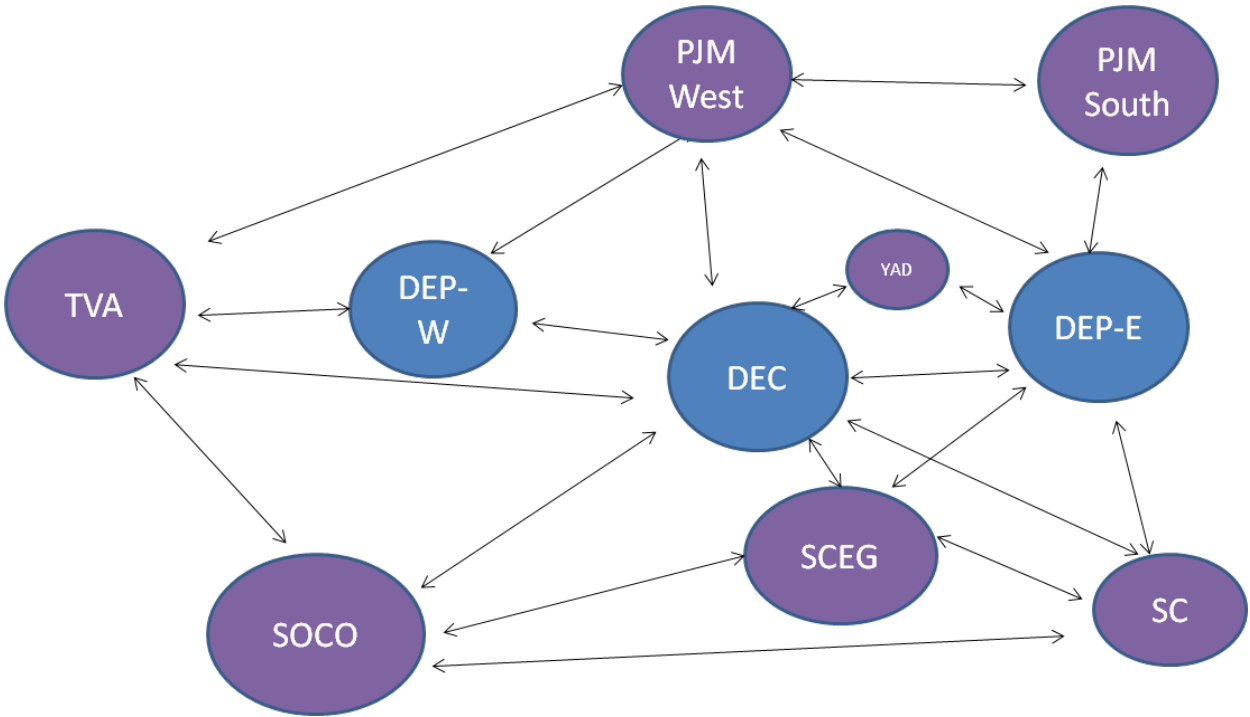 PJM
West
PJM
South
YAD
TVA
DEP-
W
DEP-E
DEC
SCEG
SC
SOCO